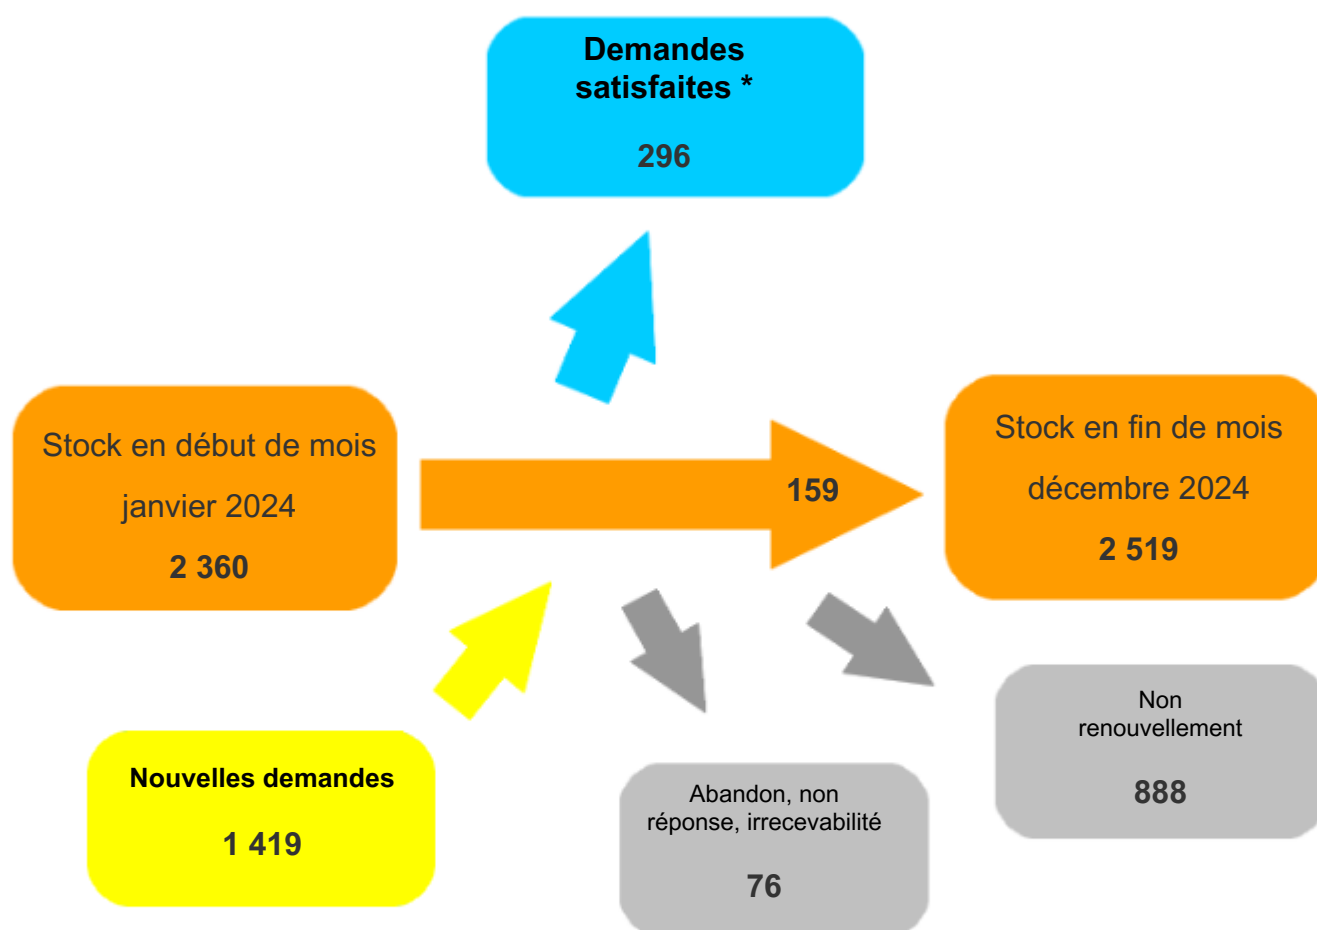 Demandes
satisfaites *
296
Stock en début de mois
janvier 2024
2 360
159
Stock en fin de mois
décembre 2024
2 519
Nouvelles demandes
1 419
Abandon, non
réponse, irrecevabilité
76
Non
renouvellement
888